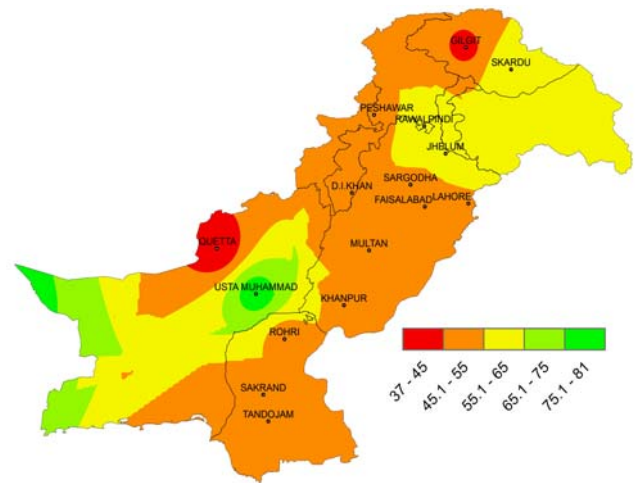 GILGIT
SKARDU
PESHAWAR
RAWALPINDI
JHELUM
SARGODHA
D.I.KHAN
FAISALABAD
LAHORE
QUETTA
MULTAN
USTA MUHAMMAD
KHANPUR
ROHRI
SAKRAND
TANDOJAM
37 - 45
45.1 - 55
55.1 - 65
65.1 - 75
75.1 - 81